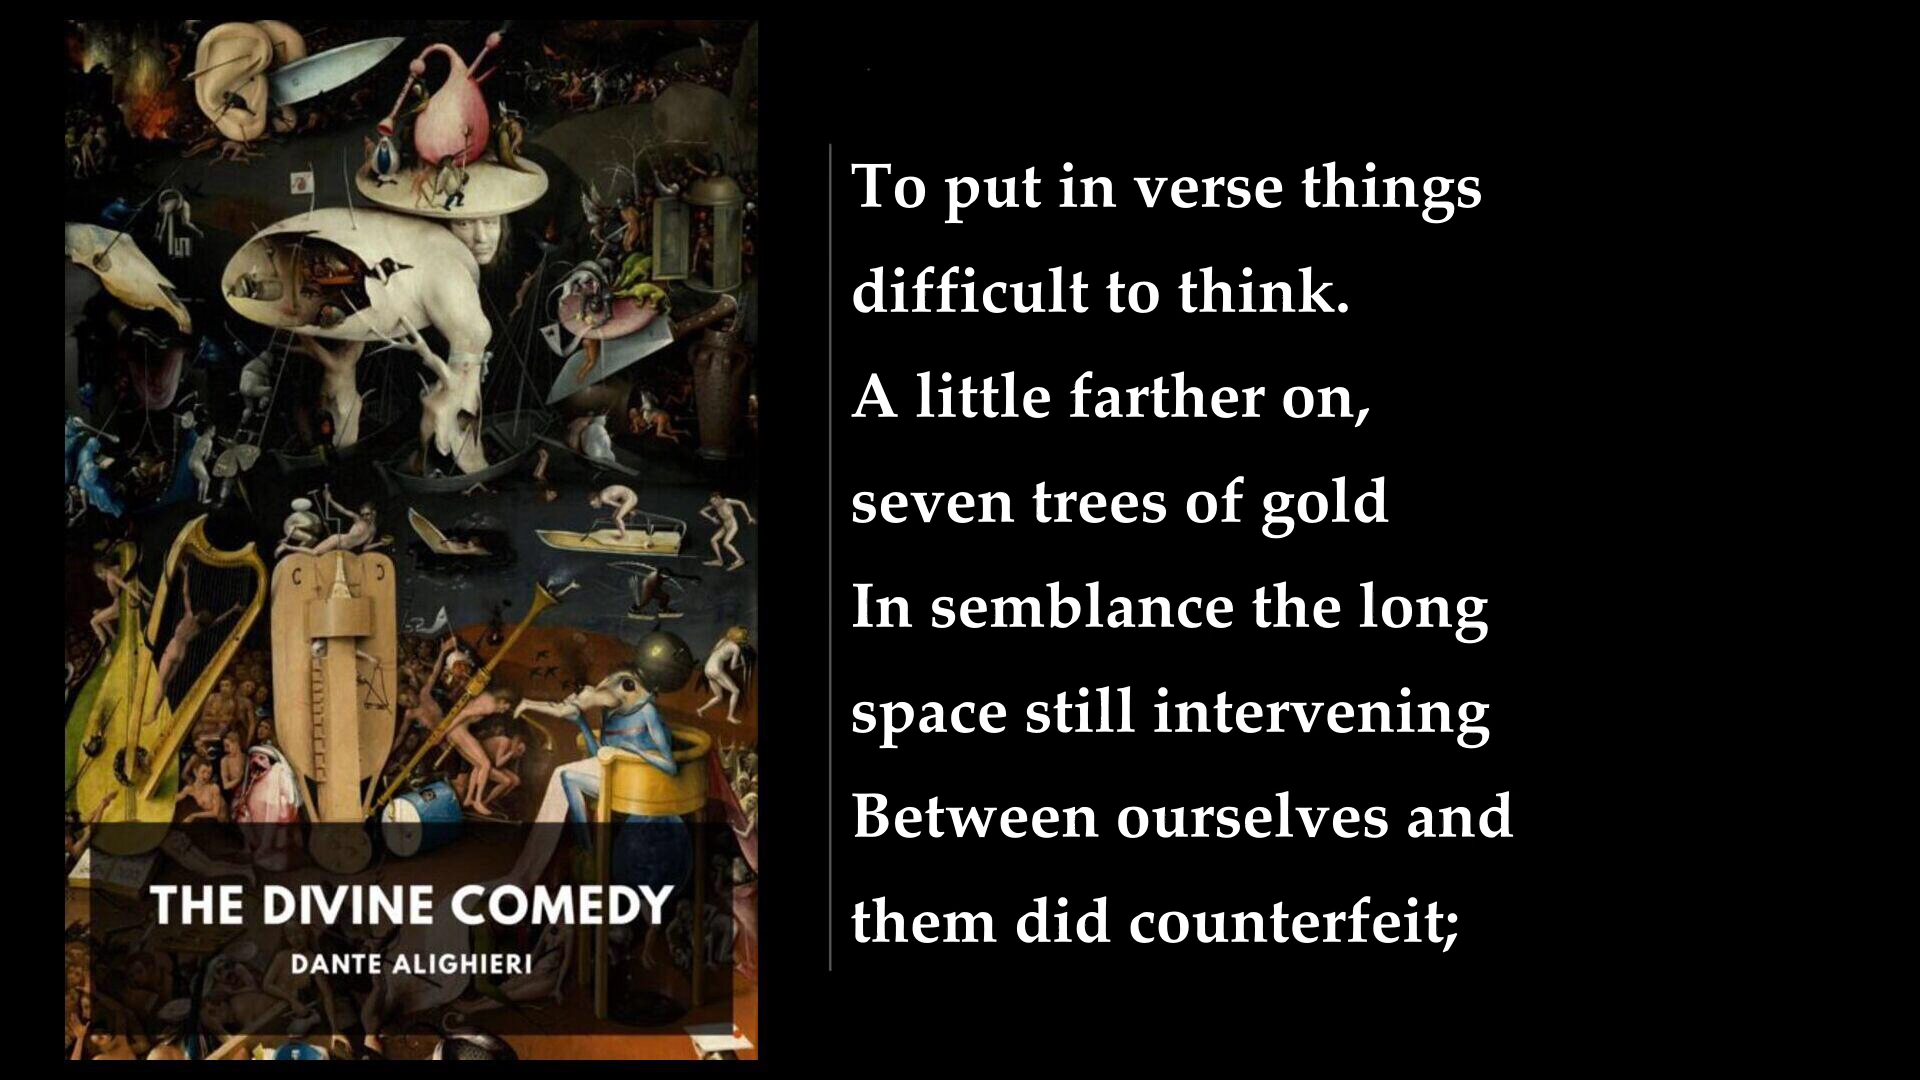 THE DIVINE COMEDY
DANTE ALIGHIERI
To put in verse things
difficult to think.
A little farther on,
seven trees of gold
In semblance the long
space still intervening
Between ourselves and
them did counterfeit;